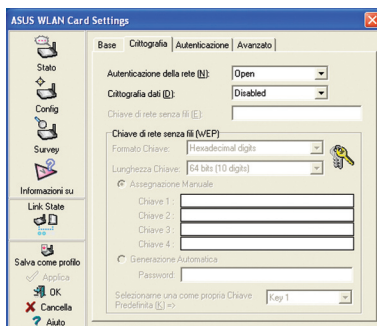 ASUS WLAN Card Settings
Stato
Config
Survey
Informazioni su
Link State
Salva come profilo
Applica
OK
Cancella
Aiuto
Base
Crittografia
Autenticazione
Avanzato
Autenticazione della rete (N):
Open
Crittografia dati (D):
Disabled
Chiave di rete senza fili (E):
Chiave di rete senza fili (WEP)
Formato Chiave:
Hexadecimal digits
Lunghezza Chiave:
64 bits (10 digits)
Assegnazione Manuale
Chiave 1 :
Chiave 2 :
Chiave 3 :
Chiave 4 :
Generazione Automatica
Password:
Selezionarne una come propria Chiave
Predefinita (K) =>
Key 1